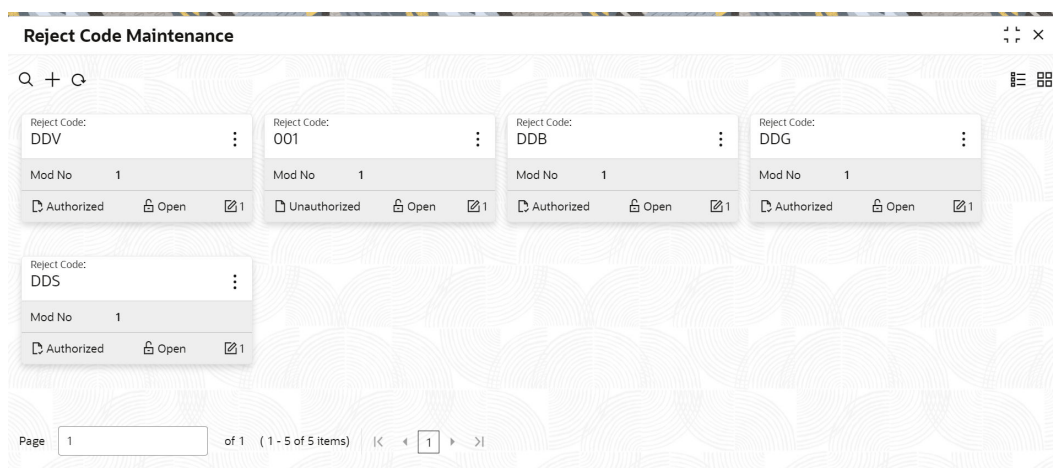 Reject Code Maintenance
Reject Code: Reject Code: Reject Code: Reject Code:
DDV 001 DDB DDG
Mod No 1 Mod No 1 Mod No 1 Mod No 1
Authorized Open 1 Unauthorized Open 1 Authorized Open 1 Authorized Open 1
Reject Code:
DDS
Mod No 1
Authorized Open 1
Page 1 of 1 ( 1 - 5 of 5 items) 1